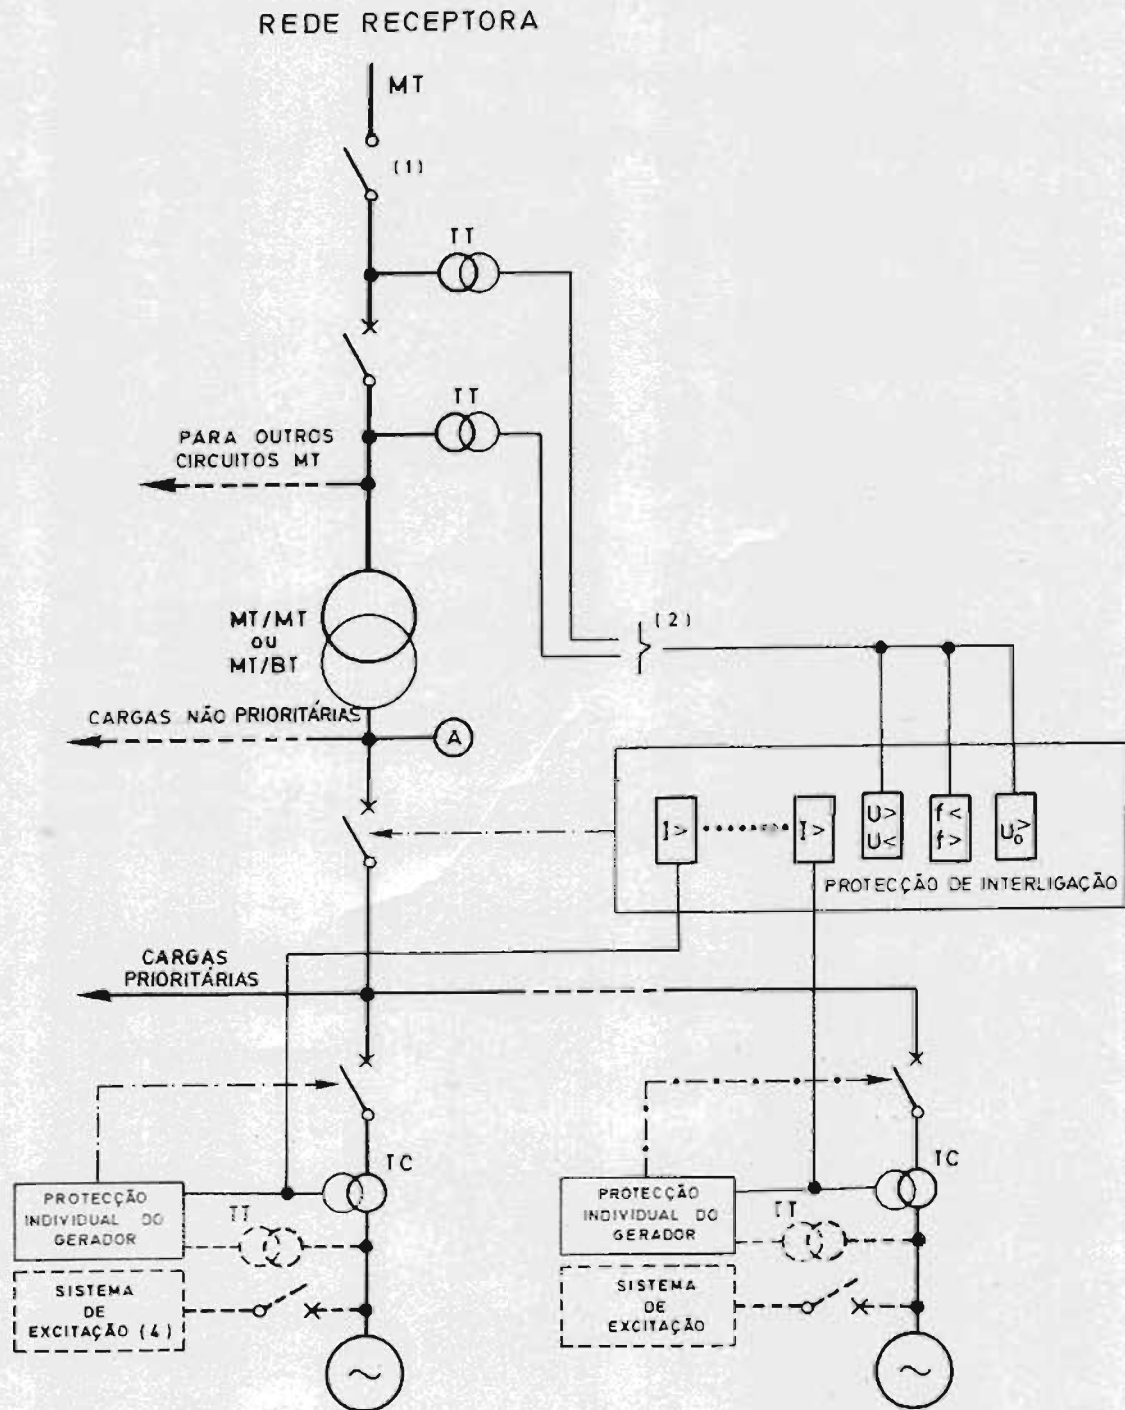 REDE RECEPTORA
MT
(1)
TT
TT
PARA OUTROS
CIRCUITOS MT
MT/MT
OU
MT/BT
(2)
CARGAS NÃO PRIORITÁRIAS
A
I>
I>
U>
U<
f<
f>
U₀>
PROTECÇÃO DE INTERLIGAÇÃO
CARGAS
PRIORITÁRIAS
TC
PROTECÇÃO
INDIVIDUAL DO
GERADOR
TT
SISTEMA
DE
EXCITAÇÃO (4)
~
TC
PROTECÇÃO
INDIVIDUAL DO
GERADOR
TT
SISTEMA
DE
EXCITAÇÃO
~